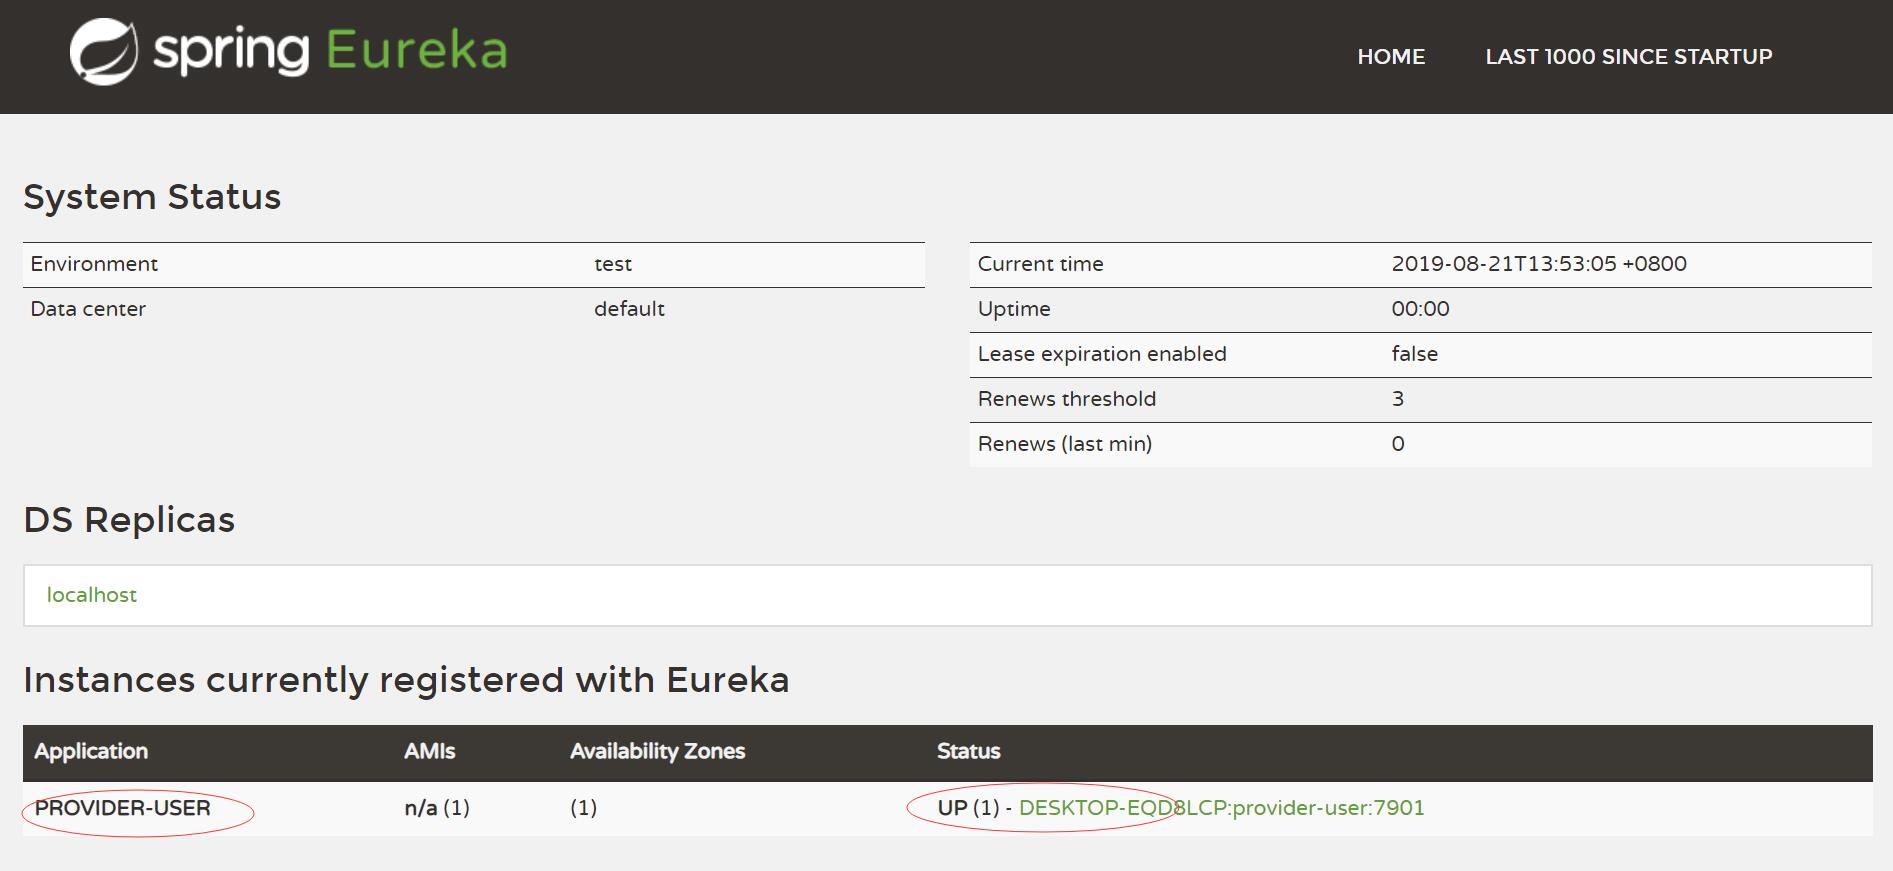 spring Eureka
HOME LAST 1000 SINCE STARTUP
System Status
Environment test
Data center default
Current time 2019-08-21T13:53:05 +0800
Uptime 00:00
Lease expiration enabled false
Renews threshold 3
Renews (last min) 0
DS Replicas
localhost
Instances currently registered with Eureka
Application AMIs Availability Zones Status
PROVIDER-USER n/a (1) (1) UP (1) - DESKTOP-EQD8LCP:provider-user:7901